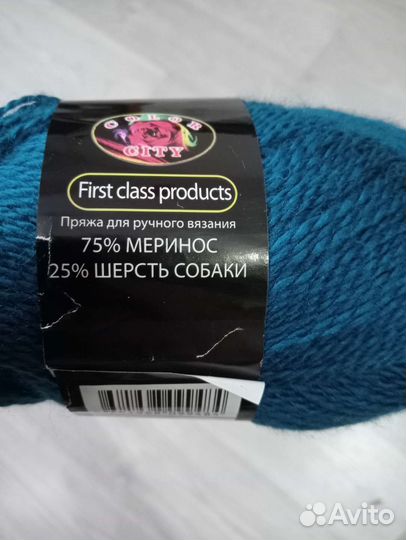 COLOR
CITY
First class products
Пряжа для ручного вязания
75% МЕРИНОС
25% ШЕРСТЬ СОБАКИ
Avito